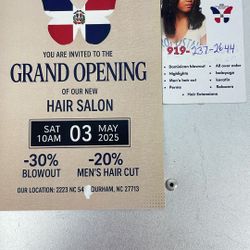 YOU ARE INVITED TO THE
GRAND OPENING
OF OUR NEW
HAIR SALON
SAT
10AM
03
MAY
2025
-30%
BLOWOUT
-20%
MEN'S HAIR CUT
OUR LOCATION: 2223 NC 54 DURHAM, NC 27713
919-237-2644
• Dominican blowout
• Highlights
• Men's hair cut
• Perms
• All cover color
• balayage
• keratin
• Relaxers
• Hair Extensions